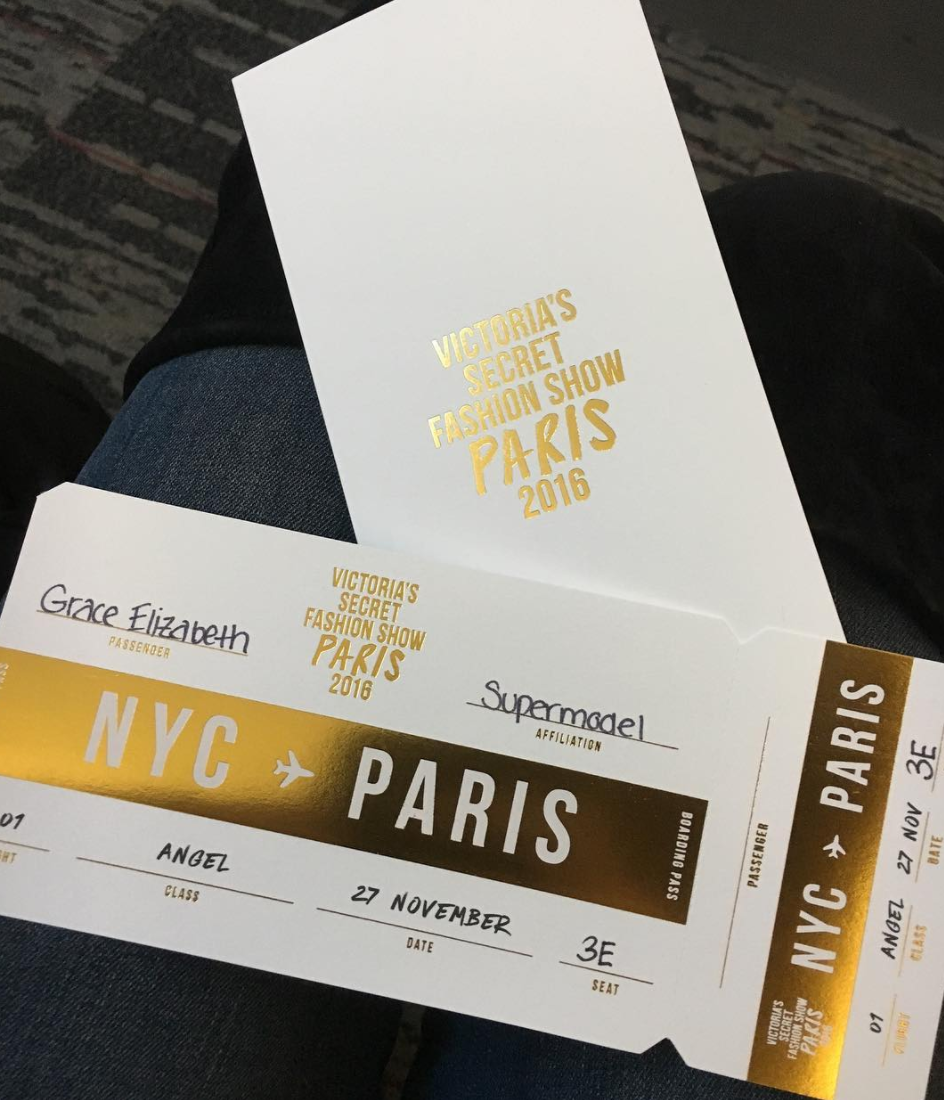 VICTORIA'S
SECRET
FASHION SHOW
PARIS
2016
Grace Elizabeth
PASSENGER
VICTORIA'S
SECRET
FASHION SHOW
PARIS
2016
Supermodel
AFFILIATION
NYC PARIS
BOARDING PASS
01
ANGEL
CLASS
27 NOVEMBER
DATE
3E
SEAT
PASSENGER
NYC PARIS
VICTORIA'S
SECRET
FASHION SHOW
PARIS
01
FLIGHT
ANGEL
CLASS
27 NOV
DATE
3E